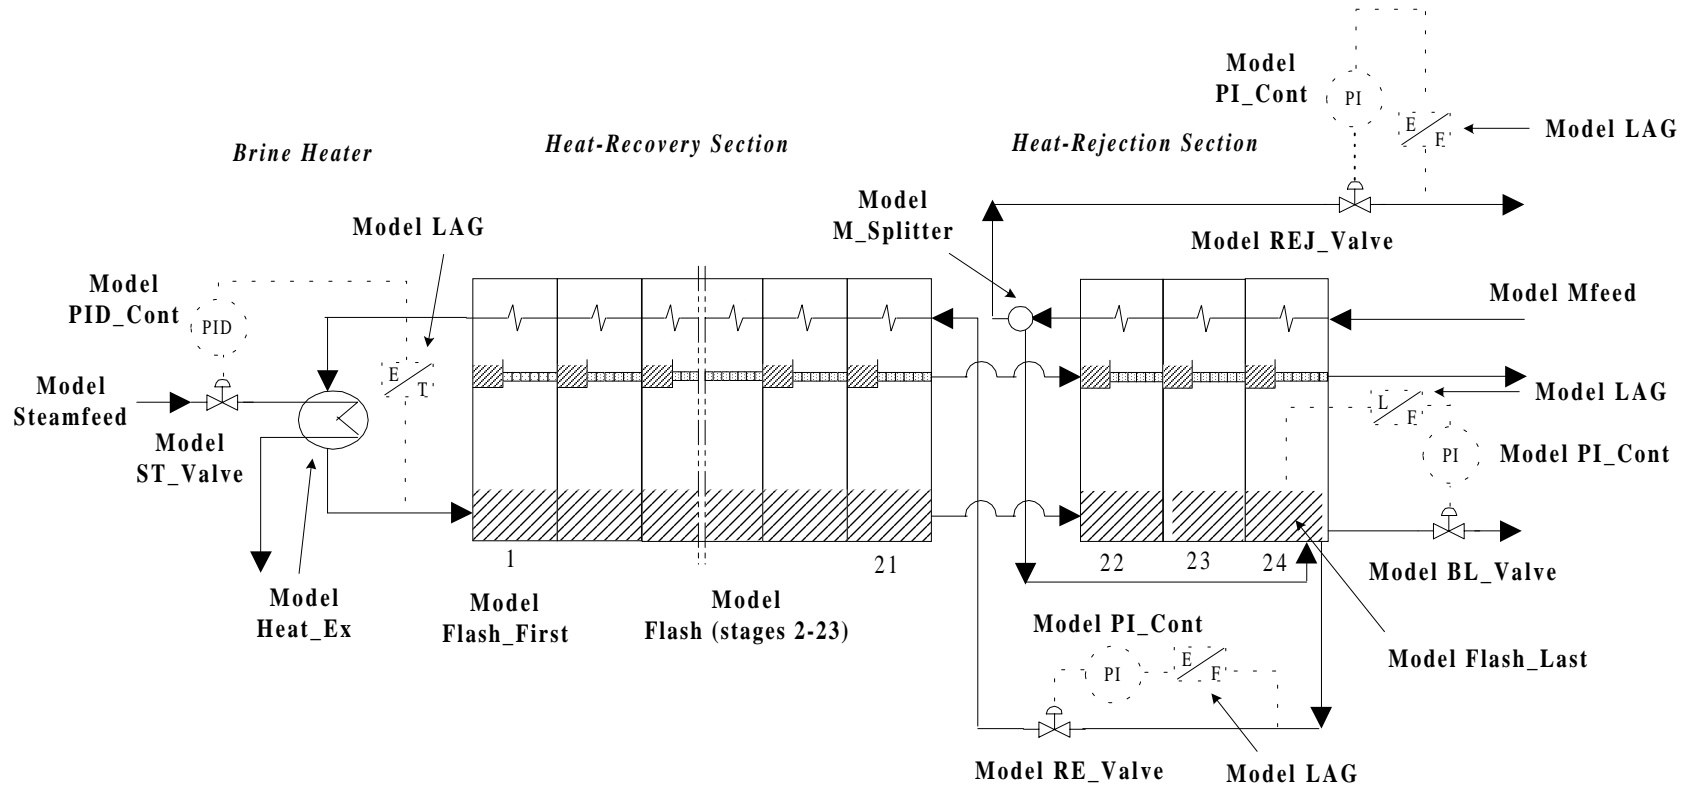 Model
PI_Cont
PI
E
F
Model LAG
Brine Heater
Heat-Recovery Section
Heat-Rejection Section
Model
M_Splitter
Model LAG
Model REJ_Valve
Model
PID_Cont
PID
Model Mfeed
E
T
Model
Steamfeed
L
F
Model LAG
Model
ST_Valve
PI
Model PI_Cont
1
21
22
23
24
Model BL_Valve
Model
Heat_Ex
Model
Flash_First
Model
Flash (stages 2-23)
Model PI_Cont
PI
E
F
Model Flash_Last
Model RE_Valve
Model LAG